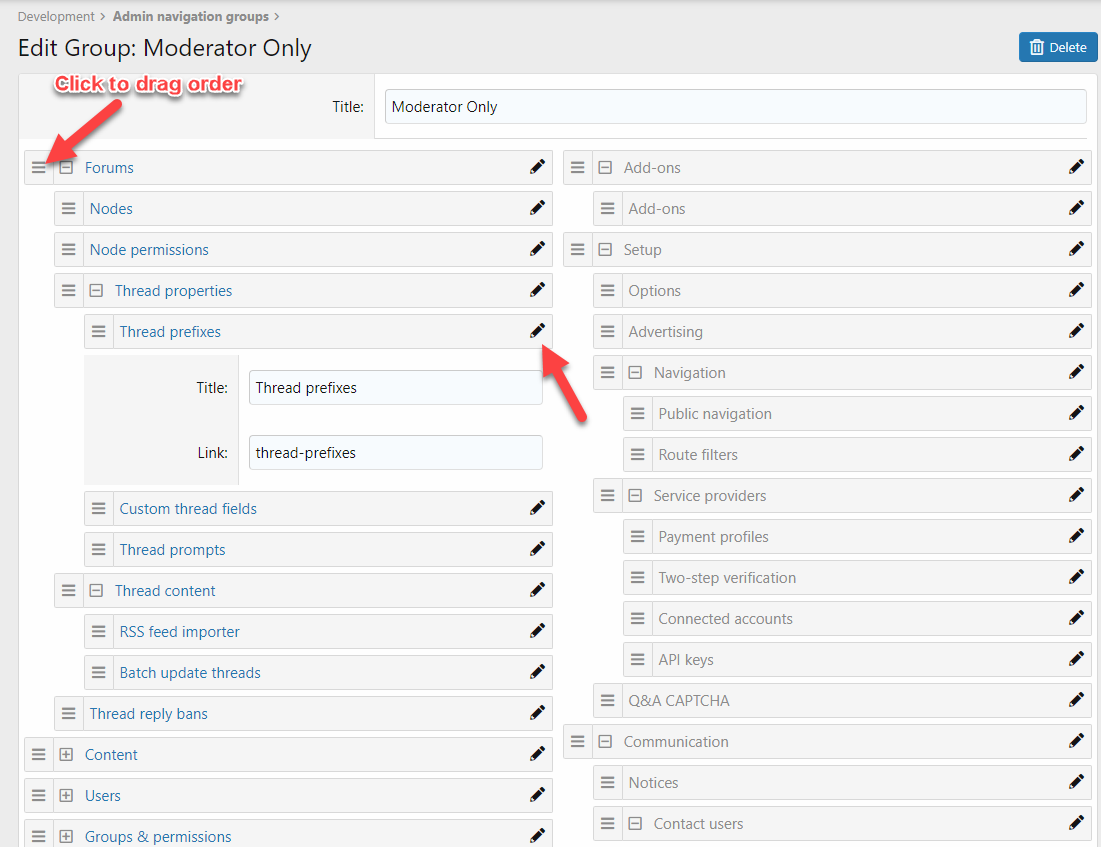 Development > Admin navigation groups >
Edit Group: Moderator Only
Delete
Click to drag order
Title:
Moderator Only
Forums
Nodes
Node permissions
Thread properties
Thread prefixes
Title:
Thread prefixes
Link:
thread-prefixes
Custom thread fields
Thread prompts
Thread content
RSS feed importer
Batch update threads
Thread reply bans
Content
Users
Groups & permissions
Add-ons
Add-ons
Setup
Options
Advertising
Navigation
Public navigation
Route filters
Service providers
Payment profiles
Two-step verification
Connected accounts
API keys
Q&A CAPTCHA
Communication
Notices
Contact users